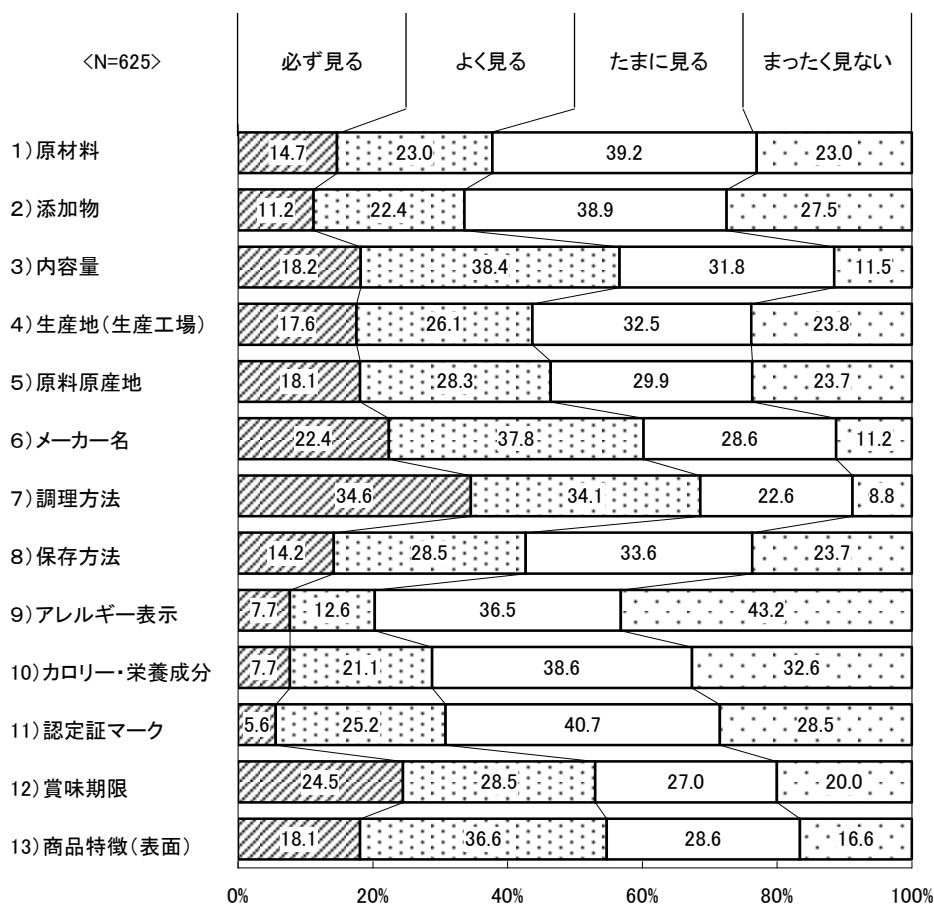 <N=625> 必ず見る よく見る たまに見る まったく見ない
1)原材料 14.7 23.0 39.2 23.0
2)添加物 11.2 22.4 38.9 27.5
3)内容量 18.2 38.4 31.8 11.5
4)生産地(生産工場) 17.6 26.1 32.5 23.8
5)原料原産地 18.1 28.3 29.9 23.7
6)メーカー名 22.4 37.8 28.6 11.2
7)調理方法 34.6 34.1 22.6 8.8
8)保存方法 14.2 28.5 33.6 23.7
9)アレルギー表示 7.7 12.6 36.5 43.2
10)カロリー・栄養成分 7.7 21.1 38.6 32.6
11)認定証マーク 5.6 25.2 40.7 28.5
12)賞味期限 24.5 28.5 27.0 20.0
13)商品特徴(表面) 18.1 36.6 28.6 16.6
0% 20% 40% 60% 80% 100%